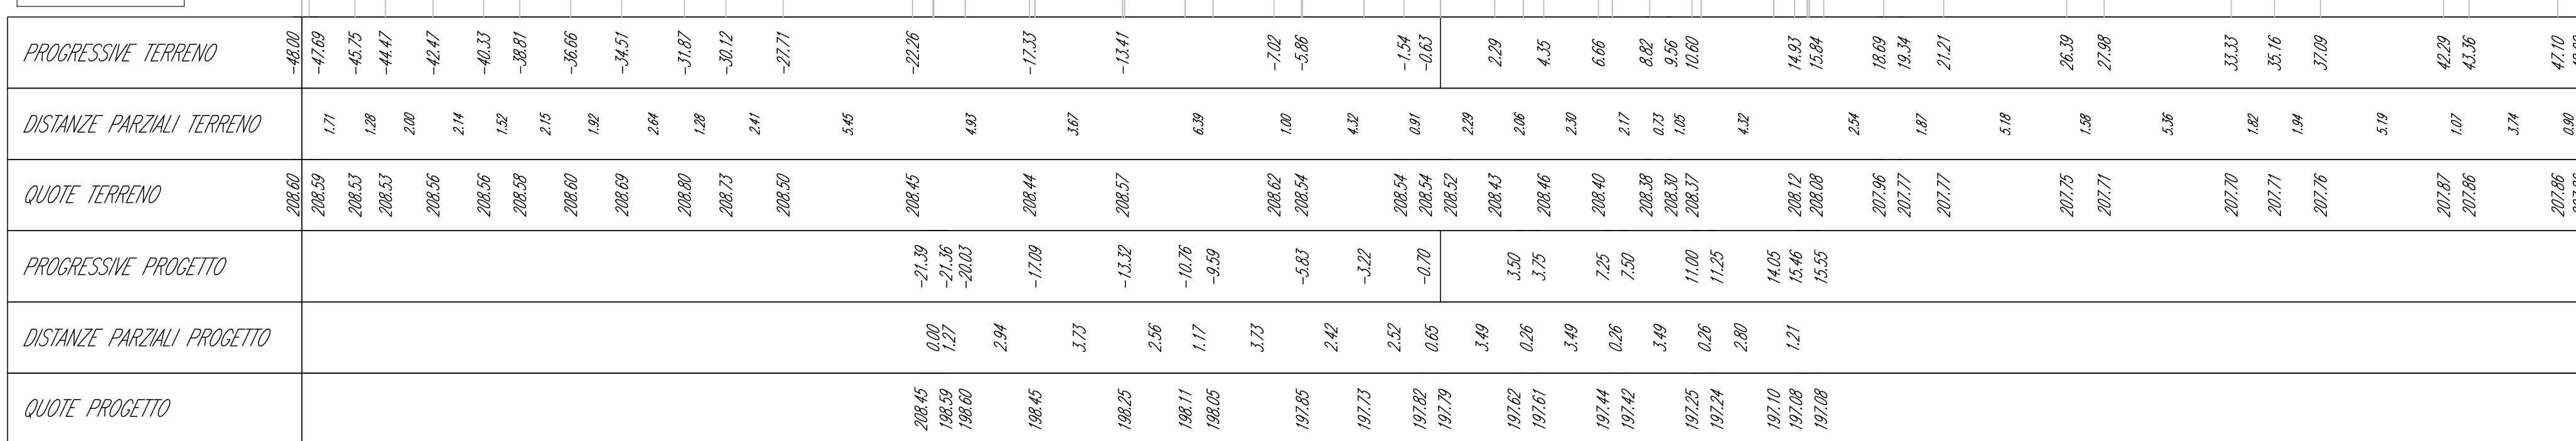 PROGRESSIVE TERRENO -48.00 -47.69 -45.75 -44.47 -42.47 -40.33 -38.81 -36.66 -34.51 -31.87 -30.12 -27.71 -22.26 -17.33 -13.41 -7.02 -5.86 -1.54 -0.63 2.29 4.35 6.66 8.82 9.56 10.60 14.93 15.84 18.69 19.34 21.21 26.39 27.98 33.33 35.16 37.09 42.29 43.36 47.10
DISTANZE PARZIALI TERRENO 1.71 1.28 2.00 2.14 1.52 2.15 1.92 2.64 1.28 2.41 5.45 4.93 3.67 6.39 1.00 4.32 0.91 2.29 2.06 2.30 2.17 0.73 1.05 4.32 2.54 1.87 5.18 1.58 5.36 1.82 1.94 5.19 1.07 3.74 0.90
QUOTE TERRENO 208.60 208.59 208.53 208.53 208.56 208.56 208.58 208.60 208.69 208.80 208.73 208.50 208.45 208.44 208.57 208.62 208.54 208.54 208.54 208.52 208.43 208.46 208.40 208.38 208.30 208.37 208.12 208.08 207.96 207.77 207.77 207.75 207.71 207.70 207.71 207.76 207.87 207.86 207.86
PROGRESSIVE PROGETTO -21.39 -21.36 -20.03 -17.09 -13.32 -10.76 -9.59 -5.83 -3.22 -0.70 3.50 3.75 7.25 7.50 11.00 11.25 14.05 15.46 15.55
DISTANZE PARZIALI PROGETTO 0.00 1.27 2.94 3.73 2.56 1.17 3.73 2.42 2.52 0.65 3.49 0.26 3.49 0.26 3.49 0.26 2.80 1.21
QUOTE PROGETTO 208.45 198.59 198.60 198.45 198.25 198.11 198.05 197.85 197.73 197.82 197.79 197.62 197.61 197.44 197.42 197.25 197.24 197.10 197.08 197.08